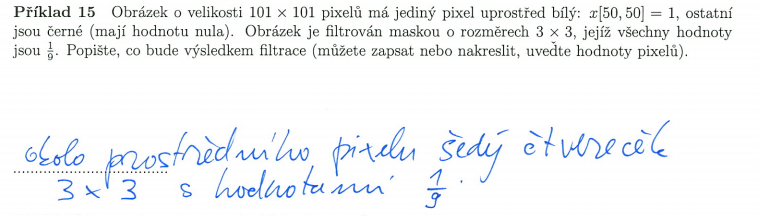 Příklad 15 Obrázek o velikosti 101 × 101 pixelů má jediný pixel uprostřed bílý: x[50, 50] = 1, ostatní
jsou černé (mají hodnotu nula). Obrázek je filtrován maskou o rozměrech 3 × 3, jejíž všechny hodnoty
jsou 1/9. Popište, co bude výsledkem filtrace (můžete zapsat nebo nakreslit, uveďte hodnoty pixelů).
okolo prostředního pixelu šedý čtvereček
3 x 3 s hodnotami 1/9.